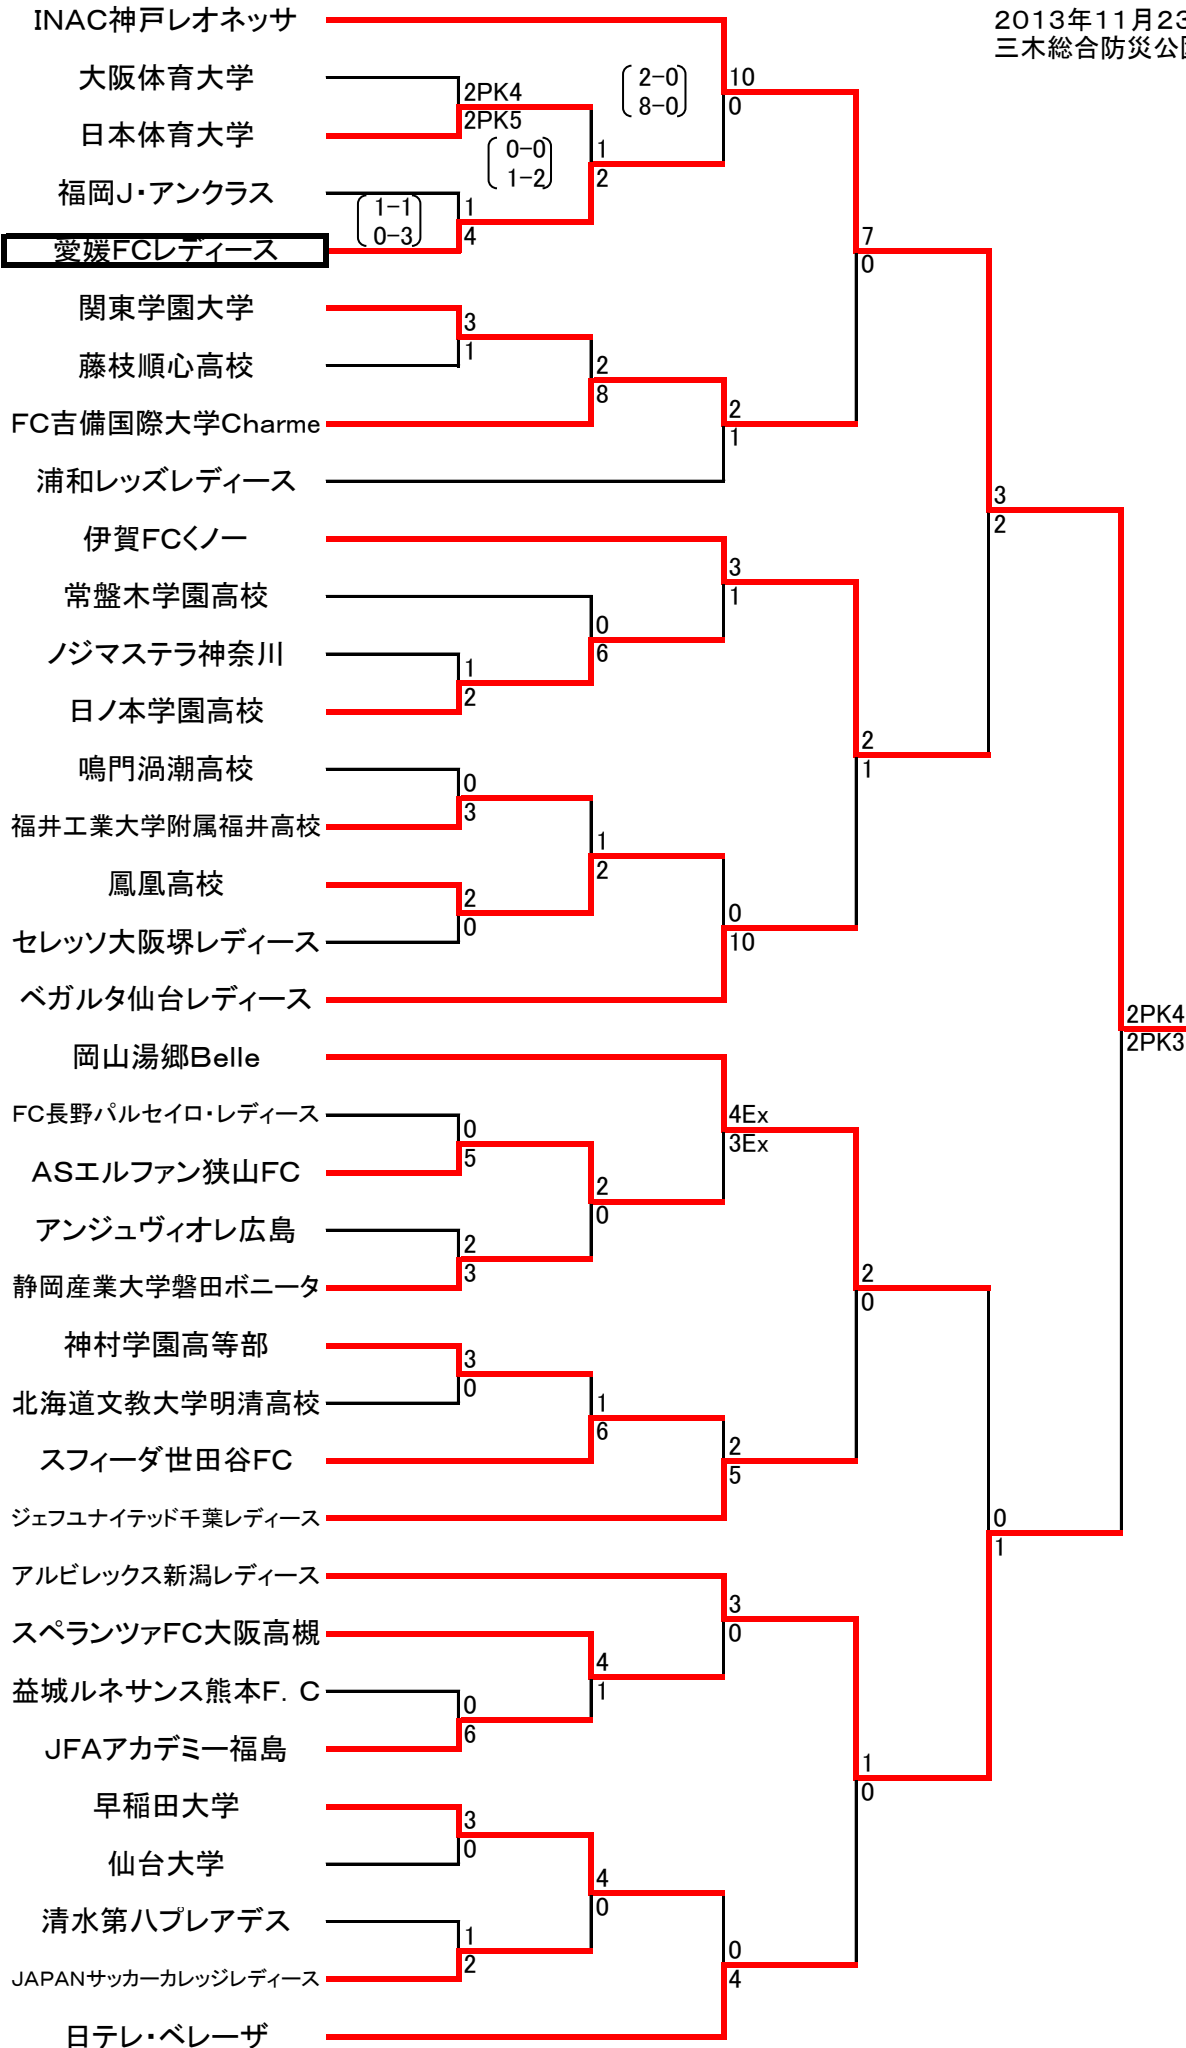 INAC神戸レオネッサ
2013年11月23
三木総合防災公園
大阪体育大学
2-0
8-0
10
0
2PK4
2PK5
日本体育大学
0-0
1-2
1
2
福岡J・アンクラス
1-1
0-3
1
4
愛媛FCレディース
7
0
関東学園大学
3
1
藤枝順心高校
2
8
FC吉備国際大学Charme
2
1
浦和レッズレディース
3
2
伊賀FCくノ一
3
1
常盤木学園高校
0
6
ノジマステラ神奈川
1
2
日ノ本学園高校
2
1
鳴門渦潮高校
0
3
福井工業大学附属福井高校
1
2
鳳凰高校
2
0
0
10
セレッソ大阪堺レディース
ベガルタ仙台レディース
2PK4
2PK3
岡山湯郷Belle
FC長野パルセイロ・レディース
4Ex
3Ex
0
5
ASエルファン狭山FC
2
0
アンジュヴィオレ広島
2
3
静岡産業大学磐田ボニータ
2
0
神村学園高等部
3
0
北海道文教大学明清高校
1
6
スフィーダ世田谷FC
2
5
ジェフユナイテッド千葉レディース
0
1
アルビレックス新潟レディース
3
0
スペランツァFC大阪高槻
4
1
益城ルネサンス熊本F．C
0
6
JFAアカデミー福島
1
0
早稲田大学
3
0
仙台大学
4
0
清水第八プレアデス
1
2
0
4
JAPANサッカーカレッジレディース
日テレ・ベレーザ